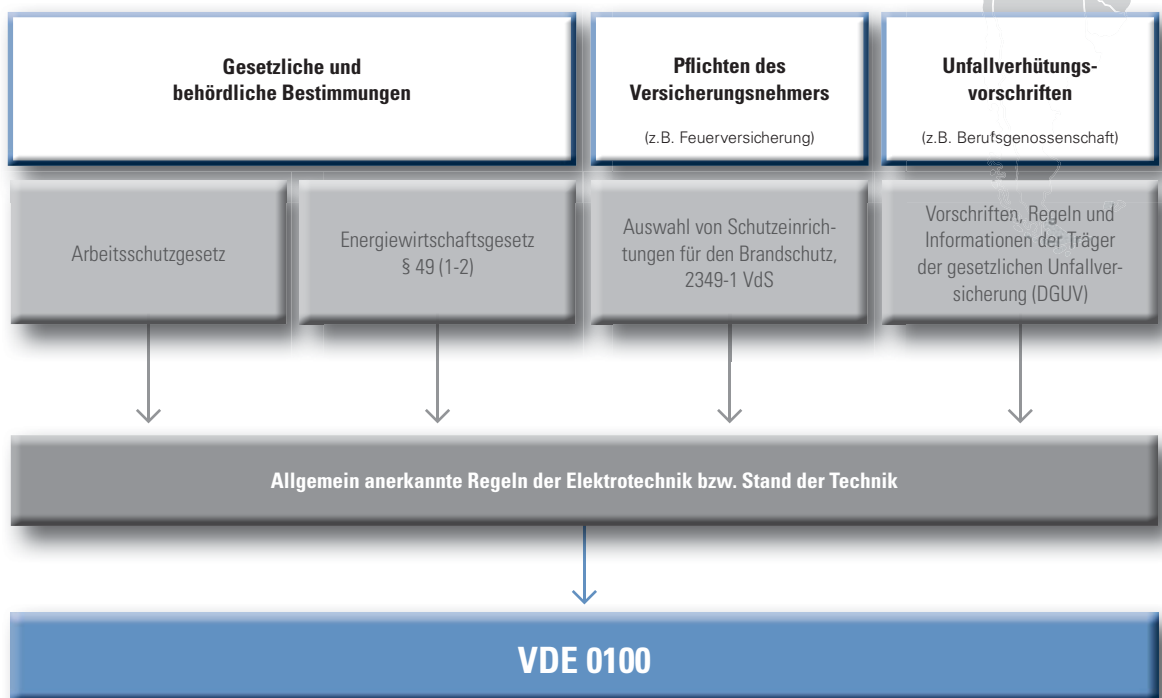 Gesetzliche und
behördliche Bestimmungen
Pflichten des
Versicherungsnehmers
(z.B. Feuerversicherung)
Unfallverhütungs-
vorschriften
(z.B. Berufsgenossenschaft)
Arbeitsschutzgesetz
Energiewirtschaftsgesetz
§ 49 (1-2)
Auswahl von Schutzeinrich-
tungen für den Brandschutz,
2349-1 VdS
Vorschriften, Regeln und
Informationen der Träger
der gesetzlichen Unfallver-
sicherung (DGUV)
Allgemein anerkannte Regeln der Elektrotechnik bzw. Stand der Technik
VDE 0100